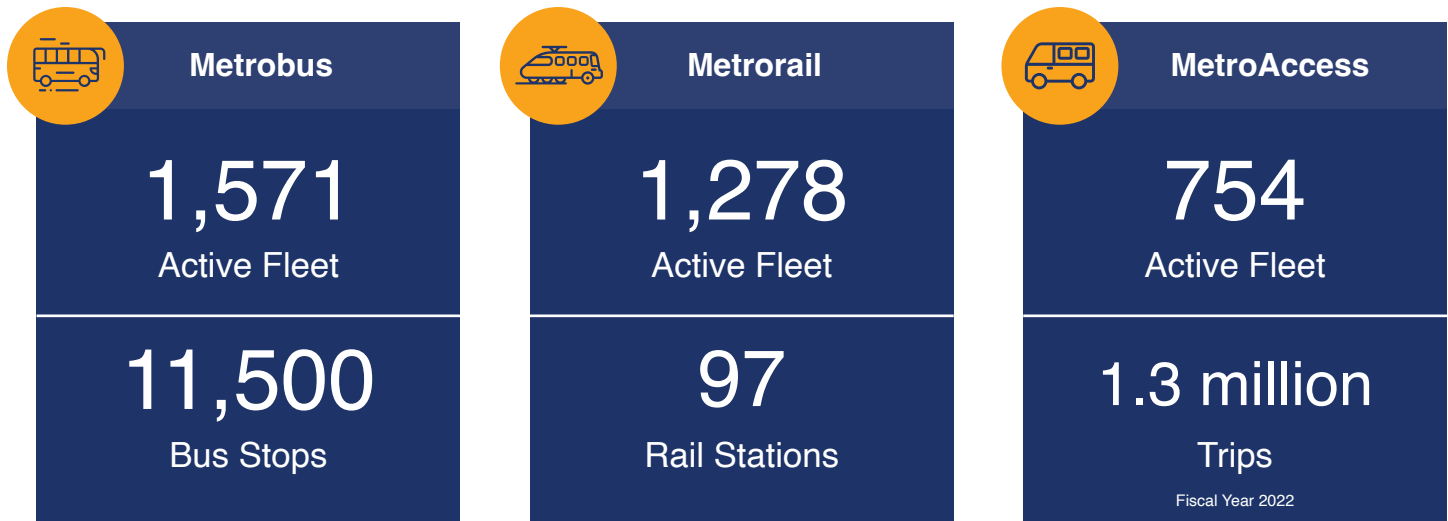 Metrobus
1,571
Active Fleet
11,500
Bus Stops
Metrorail
1,278
Active Fleet
97
Rail Stations
MetroAccess
754
Active Fleet
1.3 million
Trips
Fiscal Year 2022